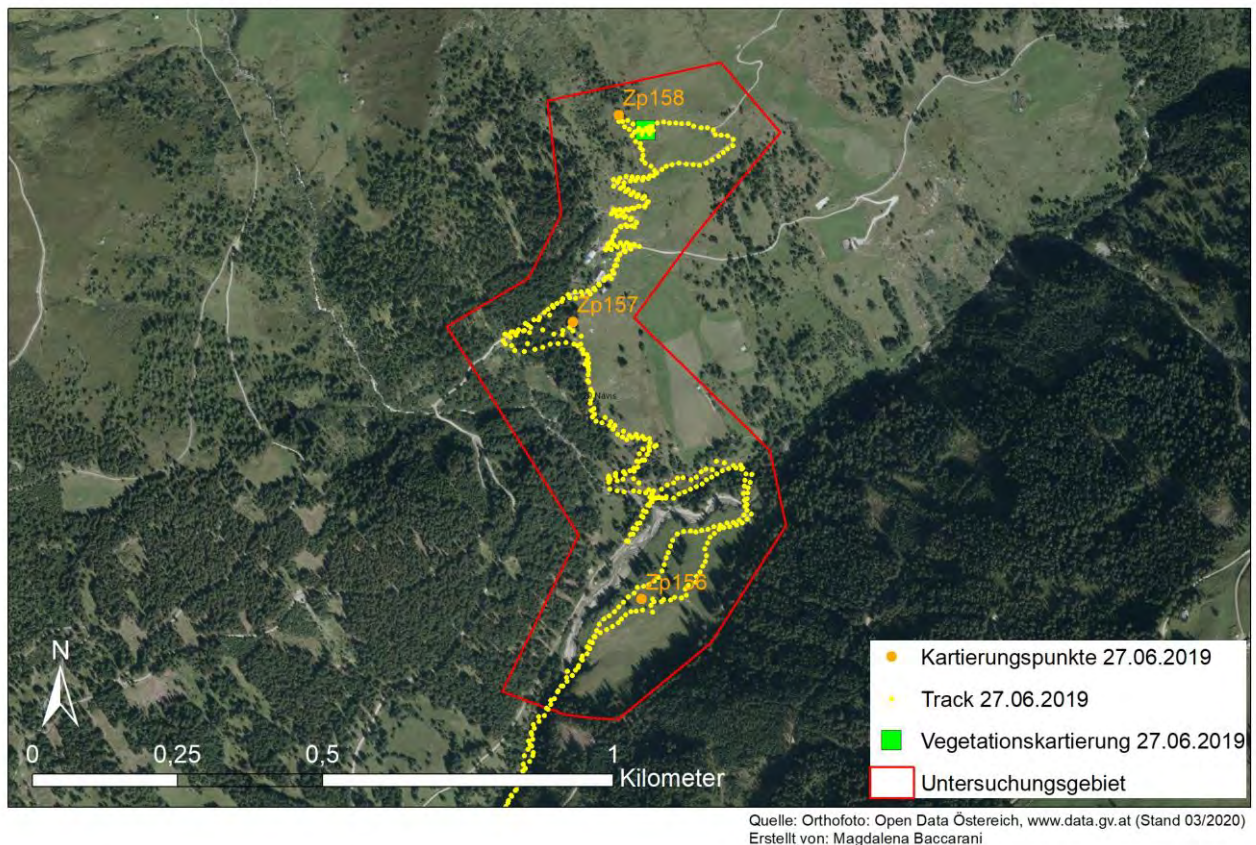 Zp158
Zp157
Zp156
N
0 0,25 0,5 1
Kilometer
Kartierungspunkte 27.06.2019
Track 27.06.2019
Vegetationskartierung 27.06.2019
Untersuchungsgebiet
Quelle: Orthofoto: Open Data Östereich, www.data.gv.at (Stand 03/2020)
Erstellt von: Magdalena Baccarani